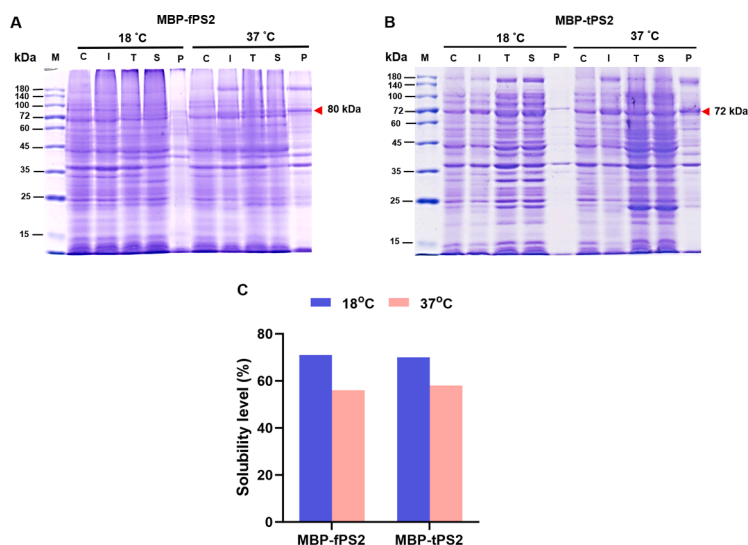 A
MBP-fPS2
18 °C
37 °C
kDa M C I T S P C I T S P
180
140
100
72
60
45
35
25
15
80 kDa
B
MBP-tPS2
18 °C
37 °C
kDa M C I T S P C I T S P
180
140
100
72
60
45
35
25
15
72 kDa
C
18°C 37°C
Solubility level (%)
80
60
40
20
0
MBP-fPS2 MBP-tPS2